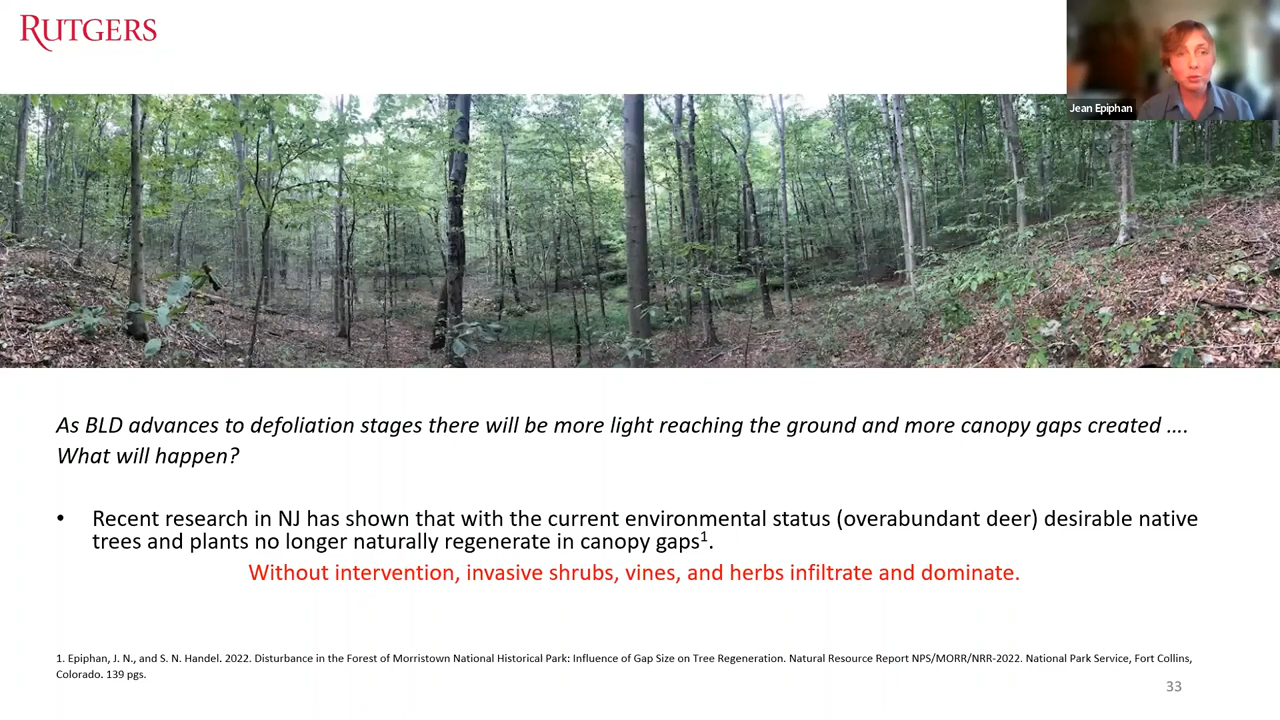 RUTGERS
Jean Epiphan
As BLD advances to defoliation stages there will be more light reaching the ground and more canopy gaps created ....
What will happen?
• Recent research in NJ has shown that with the current environmental status (overabundant deer) desirable native
trees and plants no longer naturally regenerate in canopy gaps¹.
Without intervention, invasive shrubs, vines, and herbs infiltrate and dominate.
1. Epiphan, J. N., and S. N. Handel. 2022. Disturbance in the Forest of Morristown National Historical Park: Influence of Gap Size on Tree Regeneration. Natural Resource Report NPS/MORR/NRR-2022. National Park Service, Fort Collins,
Colorado. 139 pgs.
33